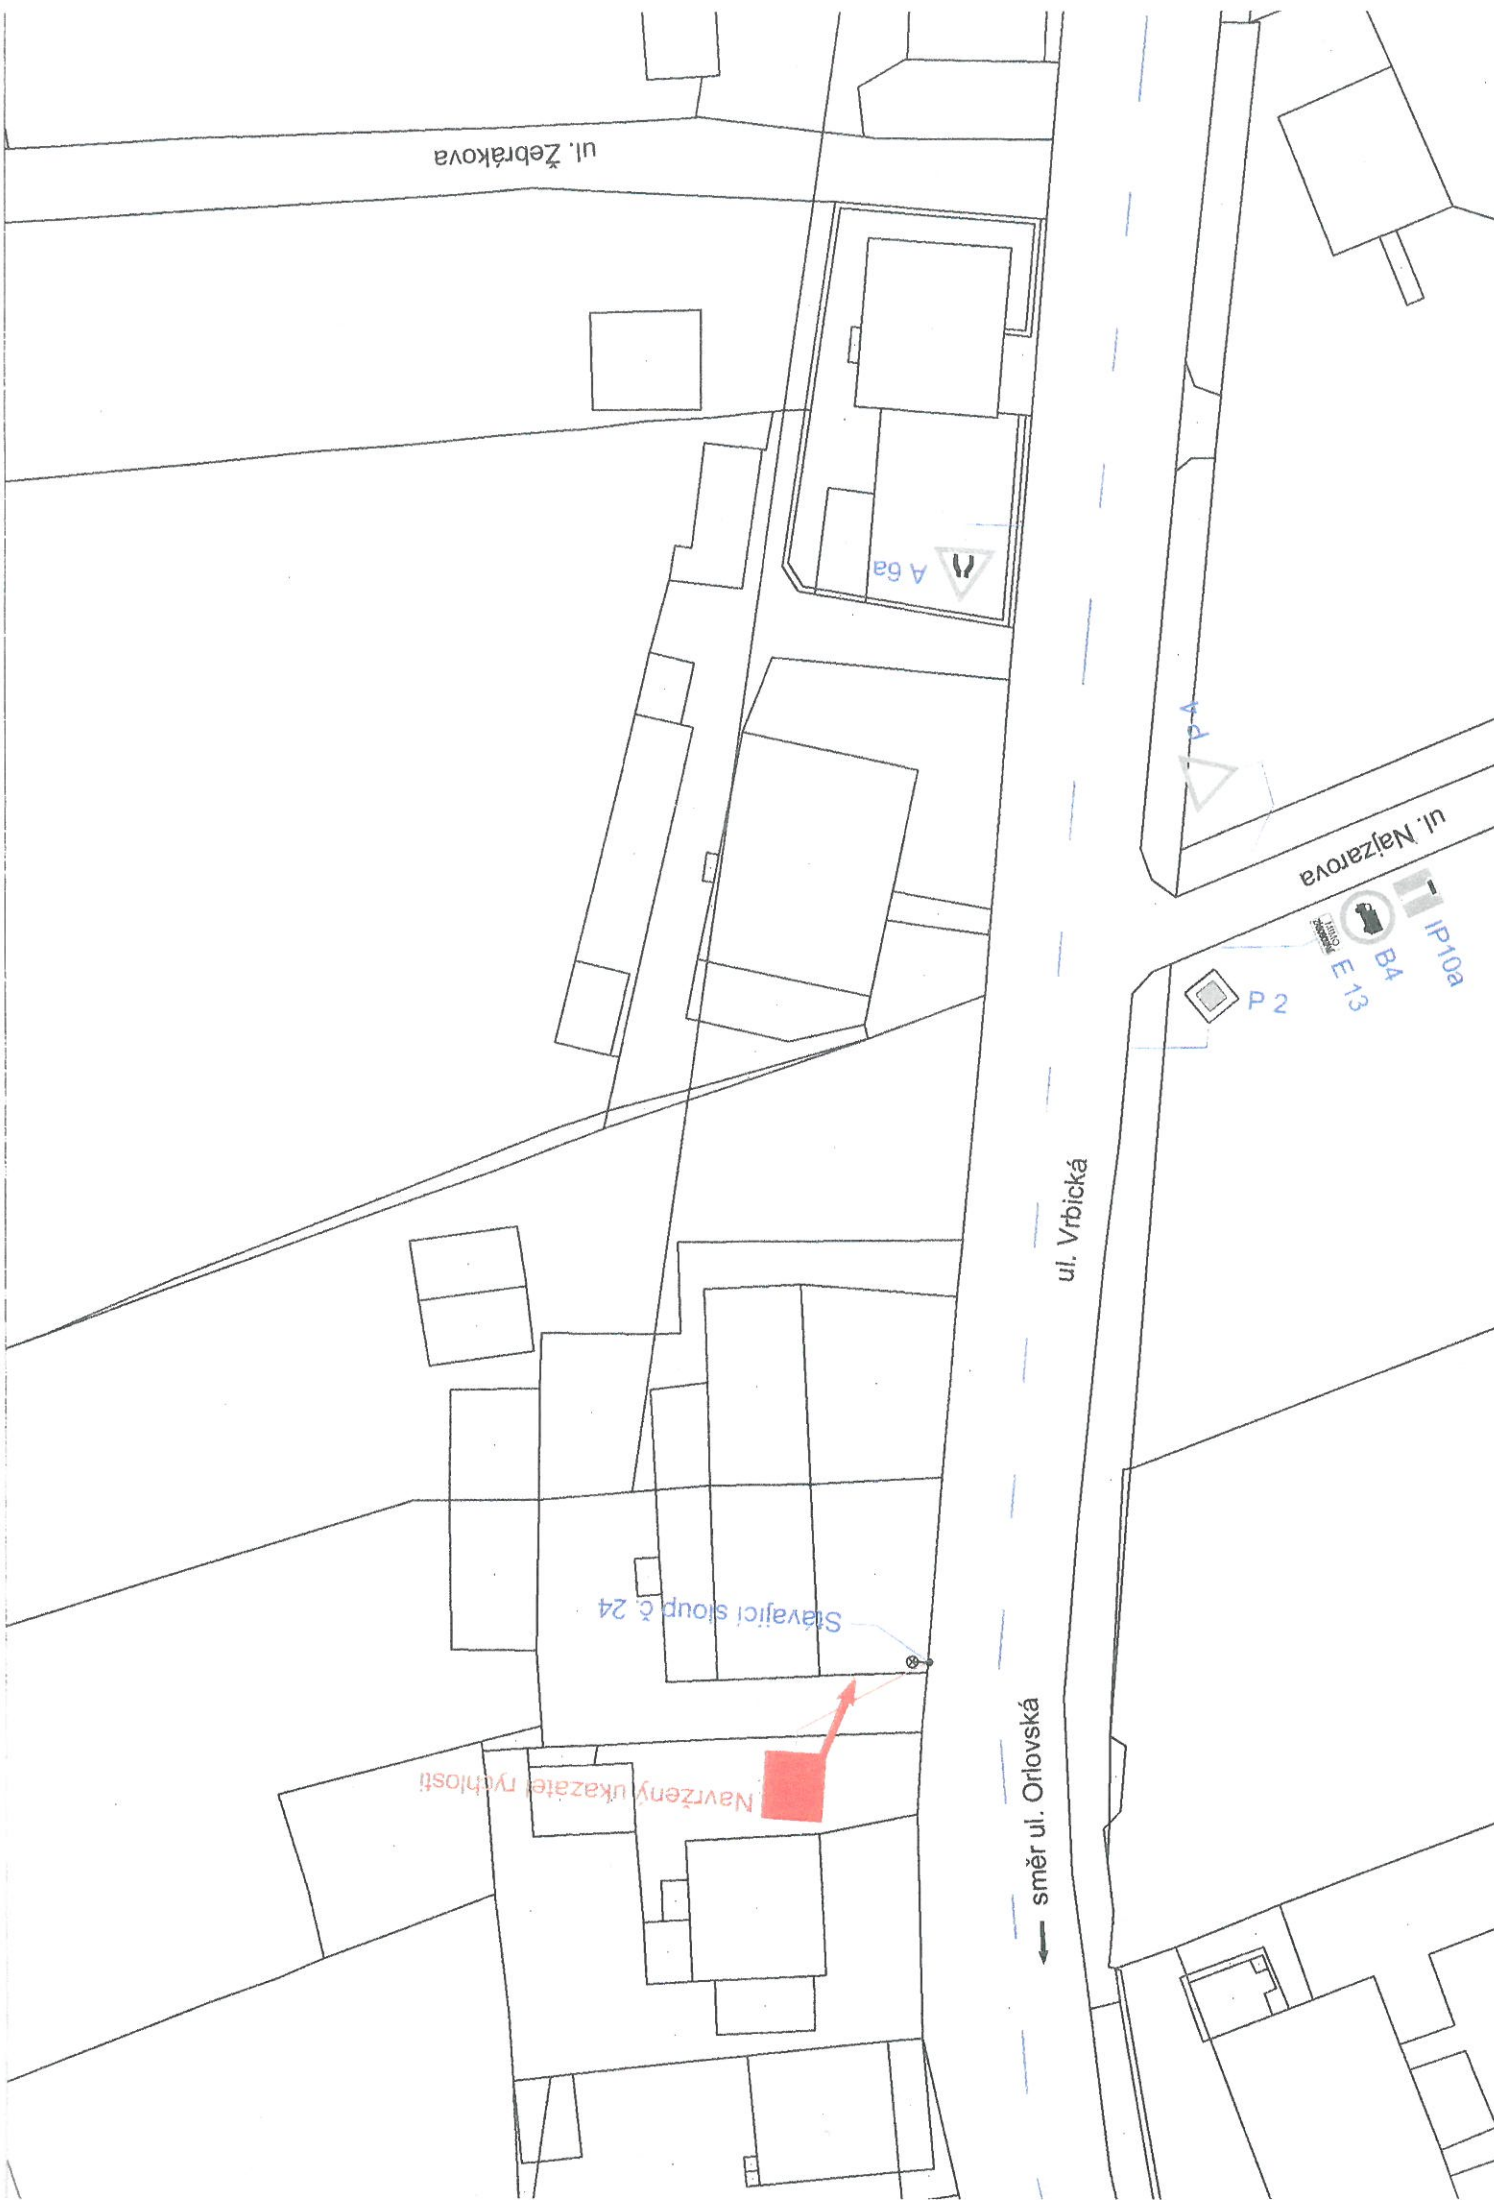 ul. Žebrákova
A 6a
P 4
ul. Najzarova
IP10a
B4
E 13
P 2
ul. Vrbická
Stávající sloup č. 24
Navržený ukazatel rychlosti
směr ul. Orlovská